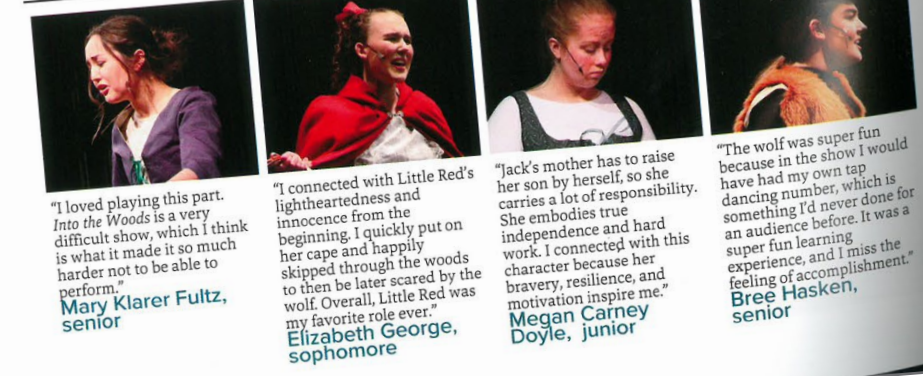 "I loved playing this part.
Into the Woods is a very
difficult show, which I think
is what it made it so much
harder not to be able to
perform."
Mary Klarer Fultz,
senior
"I connected with Little Red's
lightheartedness and
innocence from the
beginning. I quickly put on
her cape and happily
skipped through the woods
to then be later scared by the
wolf. Overall, Little Red was
my favorite role ever."
Elizabeth George,
sophomore
"Jack's mother has to raise
her son by herself, so she
carries a lot of responsibility.
She embodies true
independence and hard
work. I connected with this
character because her
bravery, resilience, and
motivation inspire me."
Megan Carney
Doyle, junior
"The wolf was super fun
because in the show I would
have had my own tap
dancing number, which is
something I'd never done for
an audience before. It was a
super fun learning
experience, and I miss the
feeling of accomplishment."
Bree Hasken,
senior